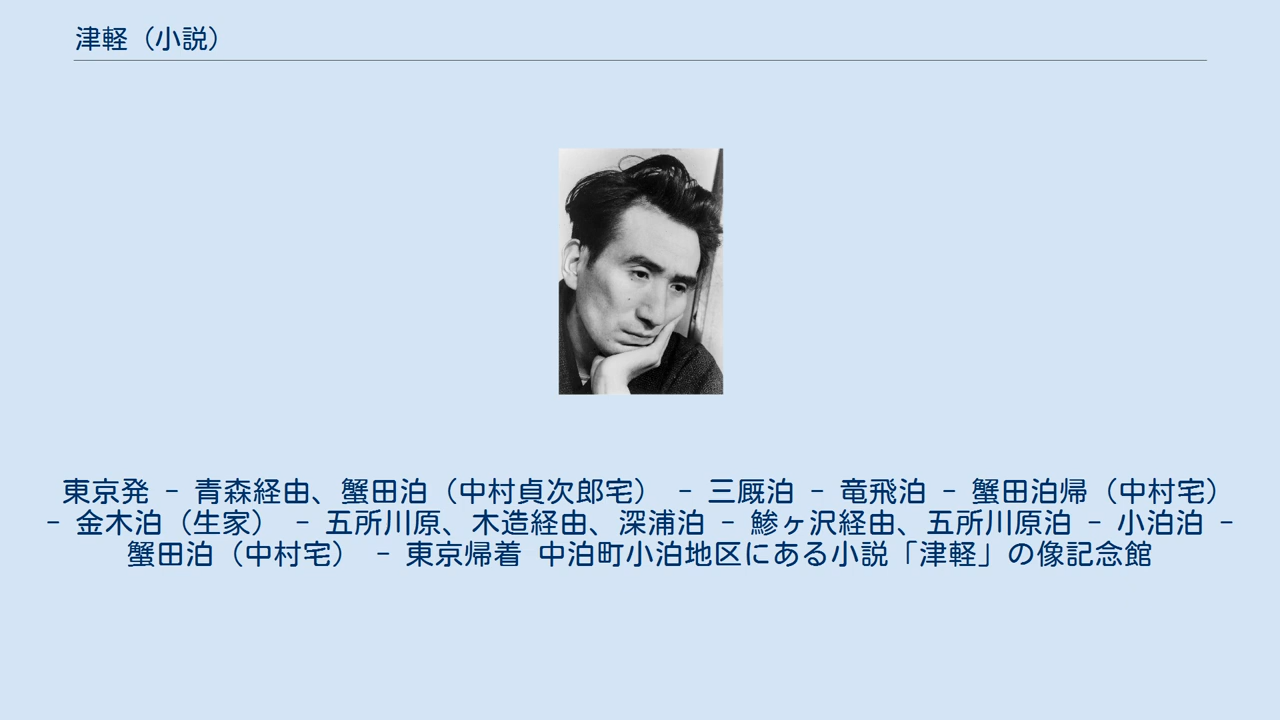 津軽（小説）
東京発 - 青森経由、蟹田泊（中村貞次郎宅） - 三厩泊 - 竜飛泊 - 蟹田泊帰（中村宅）
- 金木泊（生家） - 五所川原、木造経由、深浦泊 - 鰺ヶ沢経由、五所川原泊 - 小泊泊 -
蟹田泊（中村宅） - 東京帰着 中泊町小泊地区にある小説「津軽」の像記念館